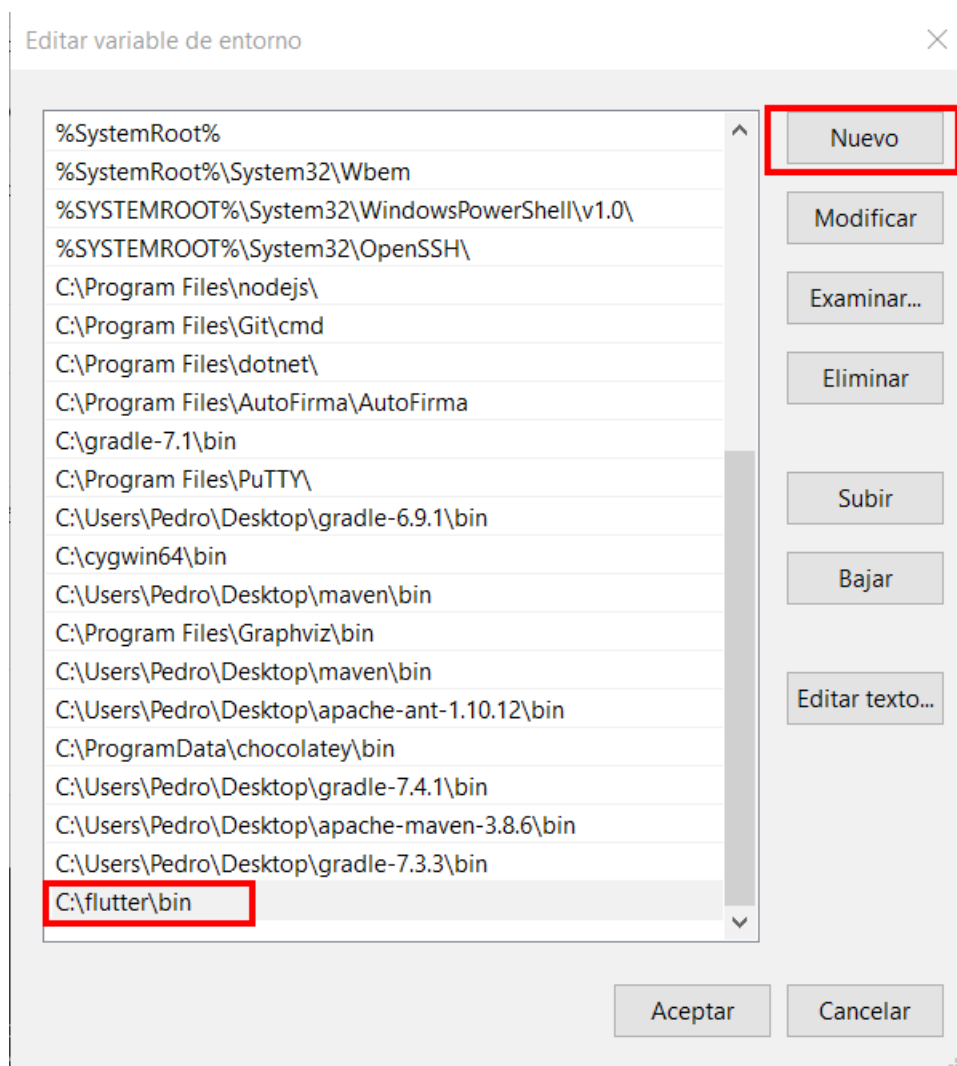 Editar variable de entorno
%SystemRoot%
%SystemRoot%\System32\Wbem
%SYSTEMROOT%\System32\WindowsPowerShell\v1.0\
%SYSTEMROOT%\System32\OpenSSH\
C:\Program Files\nodejs\
C:\Program Files\Git\cmd
C:\Program Files\dotnet\
C:\Program Files\AutoFirma\AutoFirma
C:\gradle-7.1\bin
C:\Program Files\PuTTY\
C:\Users\Pedro\Desktop\gradle-6.9.1\bin
C:\cygwin64\bin
C:\Users\Pedro\Desktop\maven\bin
C:\Program Files\Graphviz\bin
C:\Users\Pedro\Desktop\maven\bin
C:\Users\Pedro\Desktop\apache-ant-1.10.12\bin
C:\ProgramData\chocolatey\bin
C:\Users\Pedro\Desktop\gradle-7.4.1\bin
C:\Users\Pedro\Desktop\apache-maven-3.8.6\bin
C:\Users\Pedro\Desktop\gradle-7.3.3\bin
C:\flutter\bin
Nuevo
Modificar
Examinar...
Eliminar
Subir
Bajar
Editar texto...
Aceptar
Cancelar